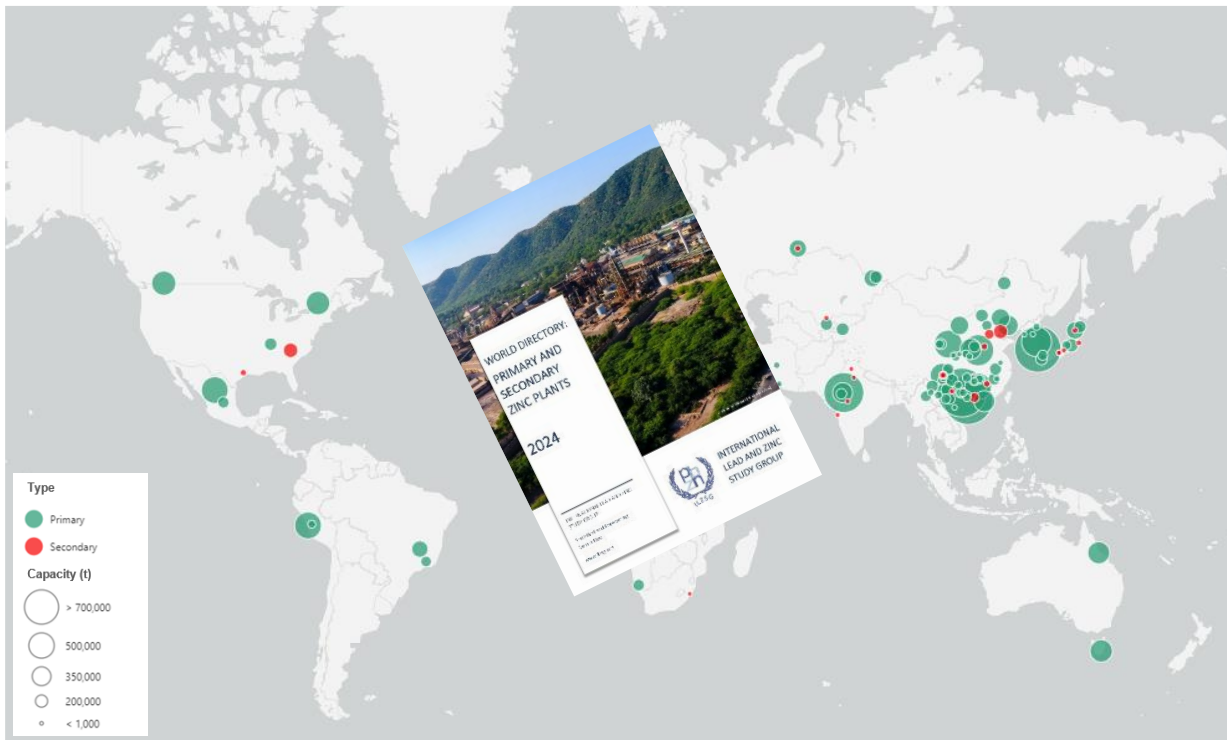 WORLD DIRECTORY:
PRIMARY AND
SECONDARY
ZINC PLANTS
2024
INTERNATIONAL
LEAD AND ZINC
STUDY GROUP
ILZSG
Type
Primary
Secondary
Capacity (t)
> 700,000
500,000
350,000
200,000
< 1,000